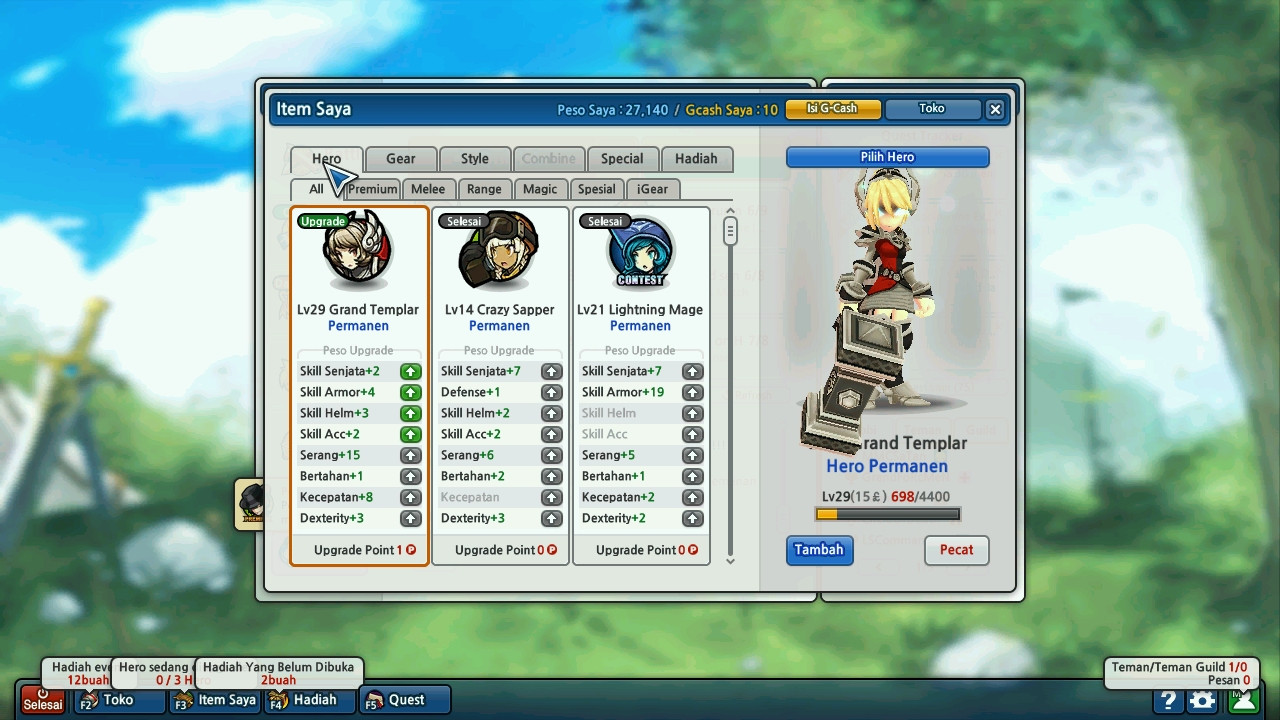 Item Saya
Peso Saya : 27,140 / Gcash Saya : 10
Isi G-Cash
Toko
Hero
Gear
Style
Combine
Special
Hadiah
All
Premium
Melee
Range
Magic
Spesial
iGear
Pilih Hero
Upgrade
Lv29 Grand Templar
Permanen
Peso Upgrade
Skill Senjata+2
Skill Armor+4
Skill Helm+3
Skill Acc+2
Serang+15
Bertahan+1
Kecepatan+8
Dexterity+3
Upgrade Point 1 P
Selesai
Lv14 Crazy Sapper
Permanen
Peso Upgrade
Skill Senjata+7
Defense+1
Skill Helm+2
Skill Acc+2
Serang+6
Bertahan+2
Kecepatan
Dexterity+3
Upgrade Point 0 P
Selesai
CONTEST
Lv21 Lightning Mage
Permanen
Peso Upgrade
Skill Senjata+7
Skill Armor+19
Skill Helm
Skill Acc
Serang+5
Bertahan+1
Kecepatan+2
Dexterity+2
Upgrade Point 0 P
rand Templar
Hero Permanen
Lv29(15£) 698/4400
Tambah
Pecat
Hadiah eve
12buah
Hero sedang
0 / 3 He
Hadiah Yang Belum Dibuka
2buah
Teman/Teman Guild 1/0
Pesan 0
Selesai
F2 Toko
F3 Item Saya
F4 Hadiah
F5 Quest
?